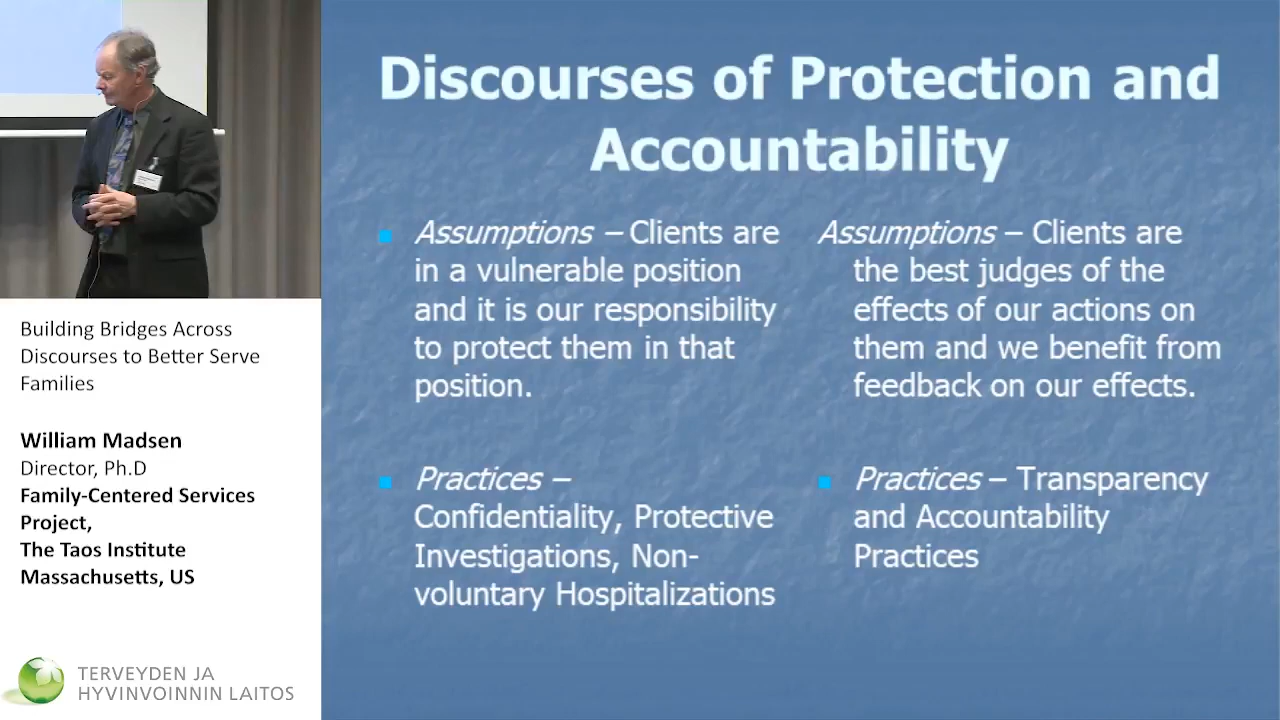 Discourses of Protection and
Accountability
Assumptions – Clients are
in a vulnerable position
and it is our responsibility
to protect them in that
position.
Practices –
Confidentiality, Protective
Investigations, Non-
voluntary Hospitalizations
Assumptions – Clients are
the best judges of the
effects of our actions on
them and we benefit from
feedback on our effects.
Practices – Transparency
and Accountability
Practices
Building Bridges Across
Discourses to Better Serve
Families
William Madsen
Director, Ph.D
Family-Centered Services
Project,
The Taos Institute
Massachusetts, US
TERVEYDEN JA
HYVINVOINNIN LAITOS